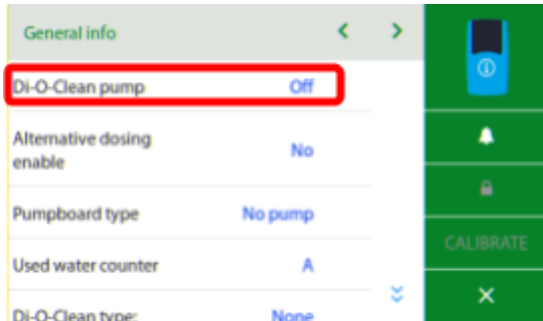 General info
Di-O-Clean pump Off
Alternative dosing
enable No
Pumpboard type No pump
CALIBRATE
Used water counter A
Di-O-Clean type: None